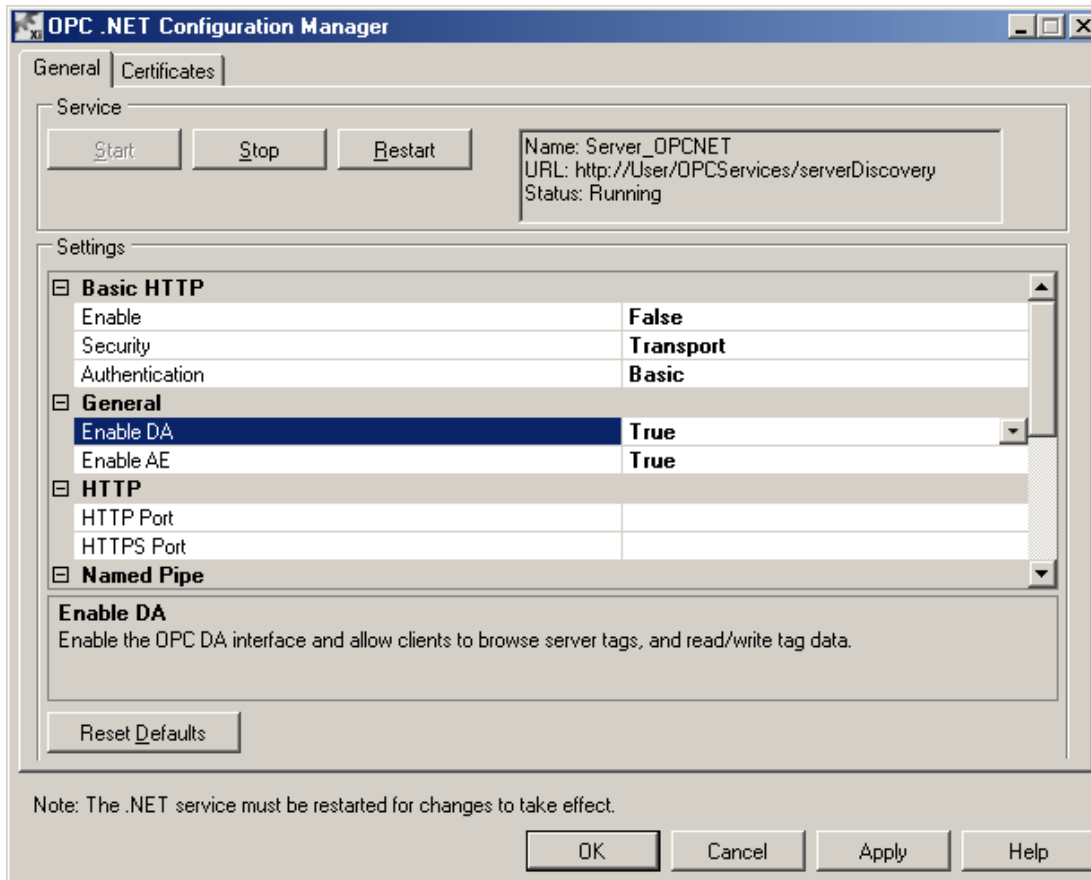 Xi OPC .NET Configuration Manager
General Certificates
Service
Start Stop Restart
Name: Server_OPCNET
URL: http://User/OPCServices/serverDiscovery
Status: Running
Settings
Basic HTTP
Enable False
Security Transport
Authentication Basic
General
Enable DA True
Enable AE True
HTTP
HTTP Port
HTTPS Port
Named Pipe
Enable DA
Enable the OPC DA interface and allow clients to browse server tags, and read/write tag data.
Reset Defaults
Note: The .NET service must be restarted for changes to take effect.
OK Cancel Apply Help